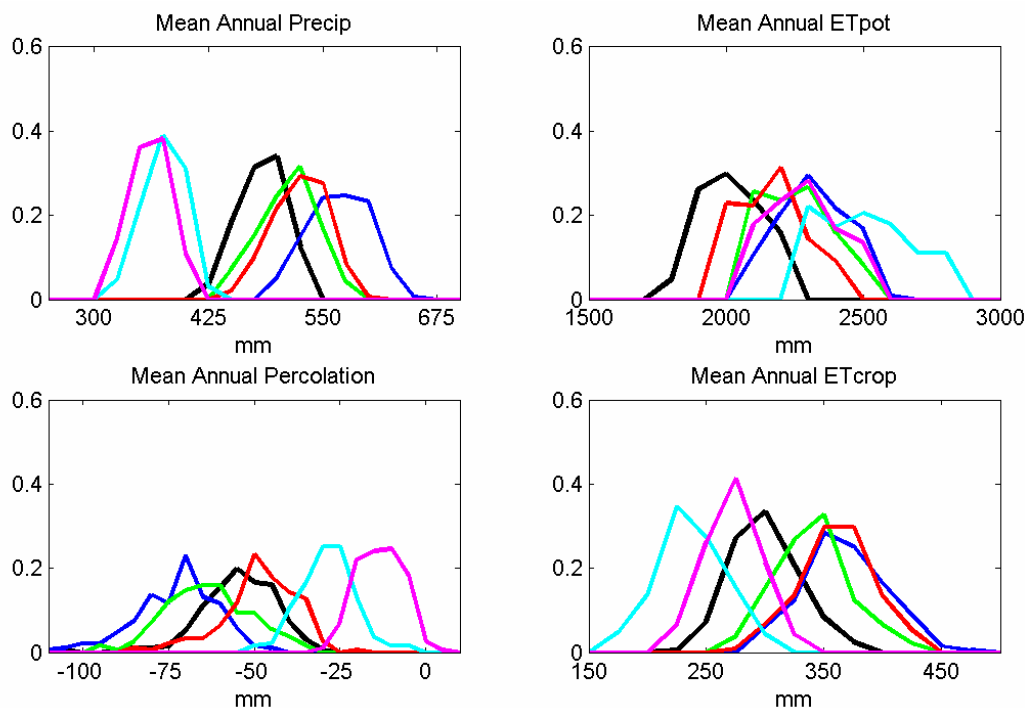 Mean Annual Precip
0.6
0.4
0.2
0
300 425 550 675
mm
Mean Annual ETpot
0.6
0.4
0.2
0
1500 2000 2500 3000
mm
Mean Annual Percolation
0.6
0.4
0.2
0
-100 -75 -50 -25 0
mm
Mean Annual ETcrop
0.6
0.4
0.2
0
150 250 350 450
mm